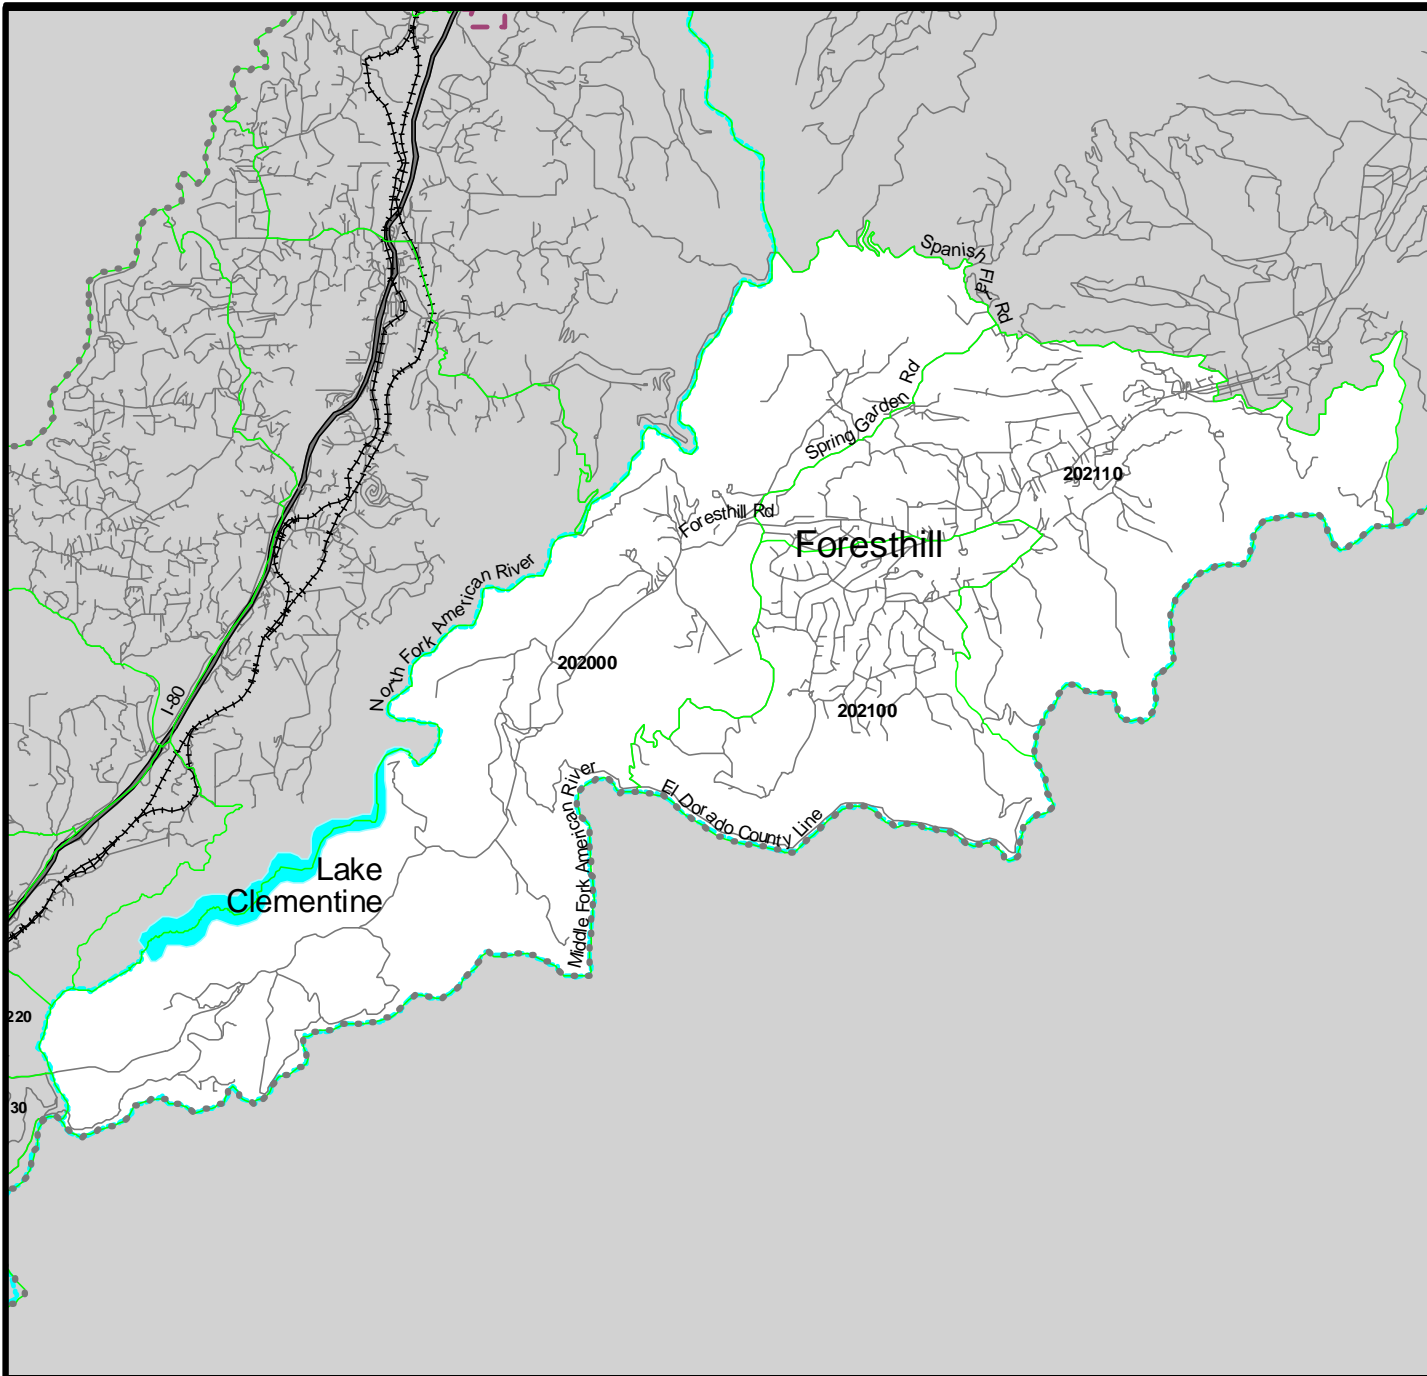 Spanish Flat Rd
Spring Garden Rd
202110
Foresthill Rd
Foresthill
North Fork American River
202000
I-80
202100
Middle Fork American River
El Dorado County Line
Lake
Clementine
220
30